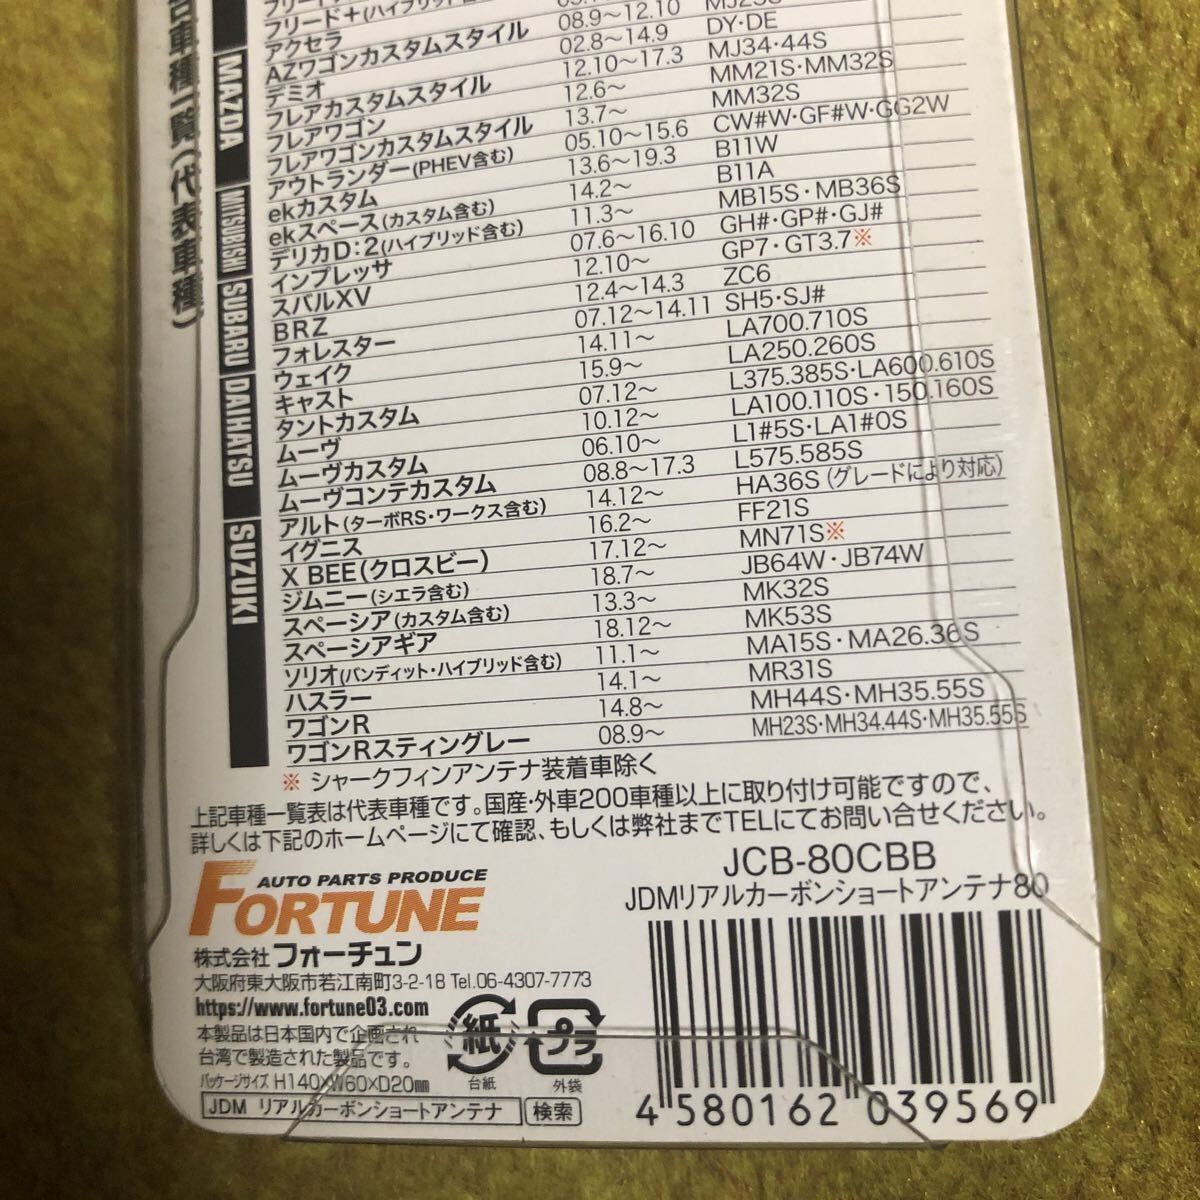 合車種一覧(代表車種)
MAZDA
MITSUBISHI
SUBARU
DAIHATSU
SUZUKI
アクセラ 08.9〜12.10
AZワゴンカスタムスタイル 02.8〜14.9 DY・DE
デミオ 12.10〜17.3 MJ34・44S
フレアカスタムスタイル 12.6〜 MM21S・MM32S
フレアワゴン 13.7〜 MM32S
フレアワゴンカスタムスタイル 05.10〜15.6 CW#W・GF#W・GG2W
アウトランダー(PHEV含む) 13.6〜19.3 B11W
ekカスタム 14.2〜 B11A
ekスペース(カスタム含む) 11.3〜 MB15S・MB36S
デリカD:2(ハイブリッド含む) 07.6〜16.10 GH#・GP#・GJ#
インプレッサ 12.10〜 GP7・GT3.7※
スバルXV 12.4〜14.3 ZC6
BRZ 07.12〜14.11 SH5・SJ#
フォレスター 14.11〜 LA700.710S
ウェイク 15.9〜 LA250.260S
キャスト 07.12〜 L375.385S・LA600.610S
タントカスタム 10.12〜 LA100.110S・150.160S
ムーヴ 06.10〜 L1#5S・LA1#0S
ムーヴカスタム 08.8〜17.3 L575.585S
ムーヴコンテカスタム 14.12〜 HA36S(グレードにより対応)
アルト(ターボRS・ワークス含む) 16.2〜 FF21S
イグニス 17.12〜 MN71S※
X BEE(クロスビー) 18.7〜 JB64W・JB74W
ジムニー(シエラ含む) 13.3〜 MK32S
スペーシア(カスタム含む) 18.12〜 MK53S
スペーシアギア 11.1〜 MA15S・MA26.36S
ソリオ(バンディット・ハイブリッド含む) 14.1〜 MR31S
ハスラー 14.8〜 MH44S・MH35.55S
ワゴンR 08.9〜 MH23S・MH34.44S・MH35.55S
ワゴンRスティングレー
※ シャークフィンアンテナ装着車除く
上記車種一覧表は代表車種です。国産・外車200車種以上に取り付け可能ですので、
詳しくは下記のホームページにて確認、もしくは弊社までTELにてお問い合せください。
JCB-80CBB
JDMリアルカーボンショートアンテナ80
AUTO PARTS PRODUCE
FORTUNE
株式会社 フォーチュン
大阪府東大阪市若江南町3-2-18 Tel.06-4307-7773
https://www.fortune03.com
本製品は日本国内で企画され
台湾で製造された製品です。
パッケージサイズ H140×W60×D20mm
紙
台紙
プラ
外袋
JDM リアルカーボンショートアンテナ 検索
4 580162 039569